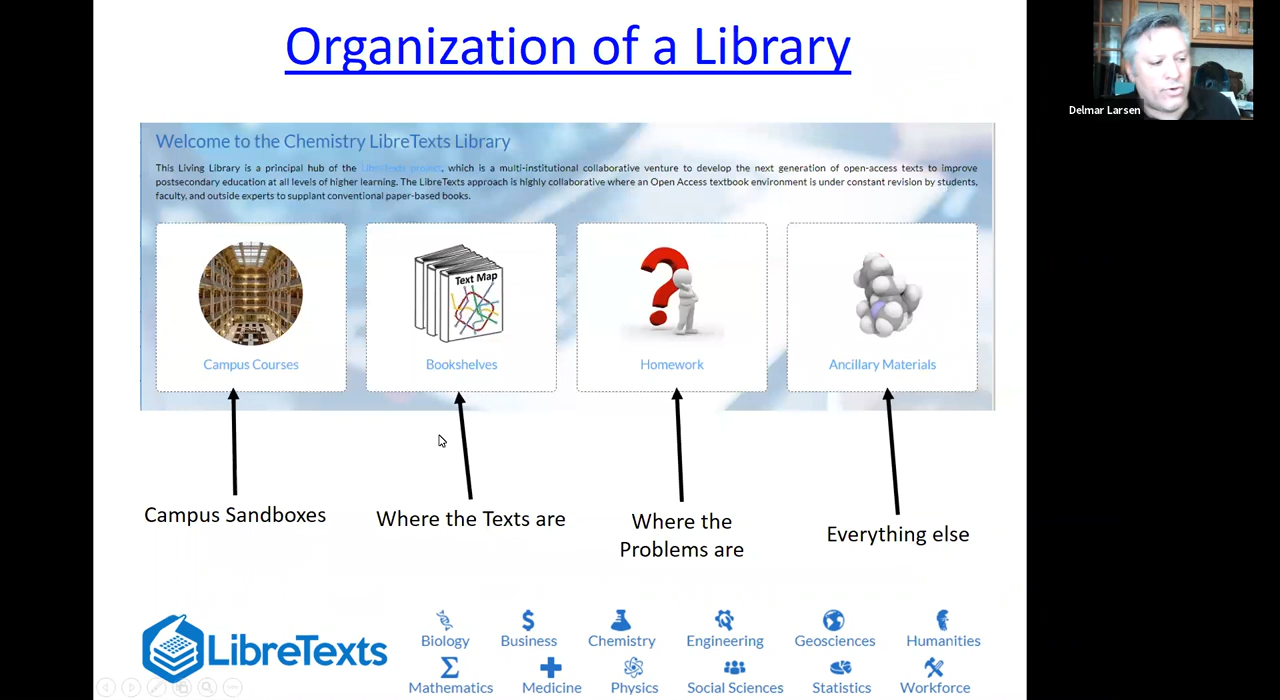 Organization of a Library
Delmar Larsen
Welcome to the Chemistry LibreTexts Library
This Living Library is a principal hub of the LibreTexts project, which is a multi-institutional collaborative venture to develop the next generation of open-access texts to improve
postsecondary education at all levels of higher learning. The LibreTexts approach is highly collaborative where an Open Access textbook environment is under constant revision by students,
faculty, and outside experts to supplant conventional paper-based books.
Text Map
Campus Courses
Bookshelves
Homework
Ancillary Materials
Campus Sandboxes
Where the Texts are
Where the
Problems are
Everything else
LibreTexts
Biology Business Chemistry Engineering Geosciences Humanities
Mathematics Medicine Physics Social Sciences Statistics Workforce